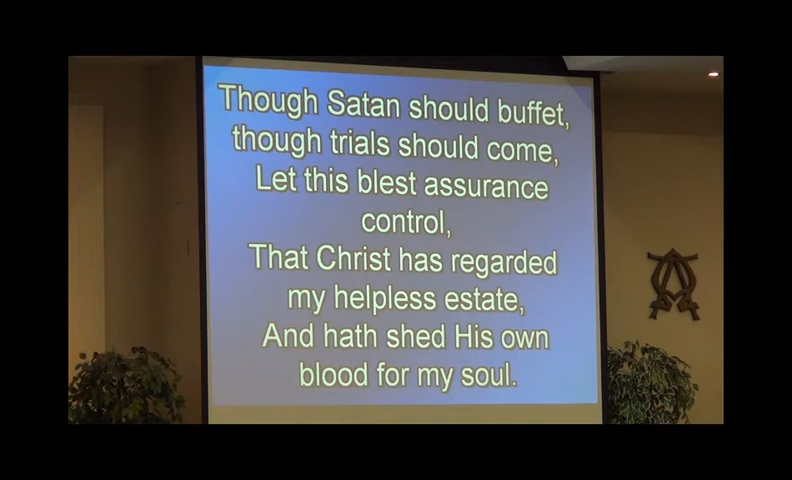 Though Satan should buffet,
though trials should come,
Let this blest assurance
control,
That Christ has regarded
my helpless estate,
And hath shed His own
blood for my soul.